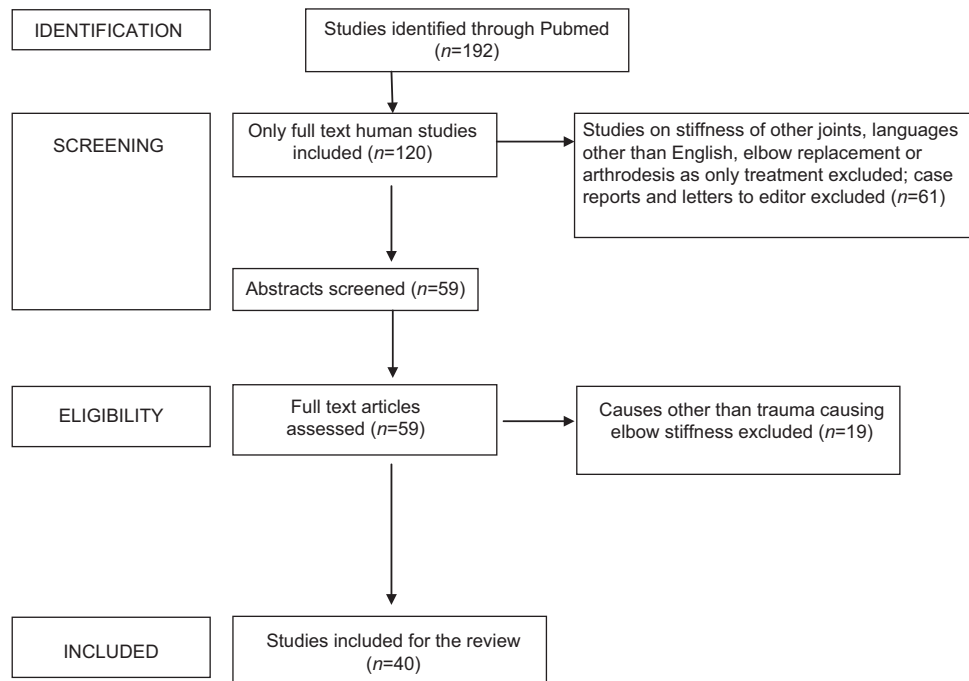 IDENTIFICATION
Studies identified through Pubmed
(n=192)
SCREENING
Only full text human studies
included (n=120)
Studies on stiffness of other joints, languages
other than English, elbow replacement or
arthrodesis as only treatment excluded; case
reports and letters to editor excluded (n=61)
Abstracts screened (n=59)
ELIGIBILITY
Full text articles
assessed (n=59)
Causes other than trauma causing
elbow stiffness excluded (n=19)
INCLUDED
Studies included for the review
(n=40)